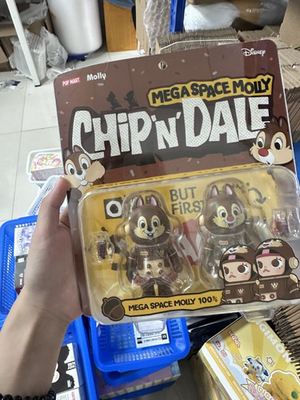 POP MART
Molly
Disney
MEGA SPACE MOLLY
CHIP 'N' DALE
BUT
FIRST
MEGA SPACE MOLLY 100%